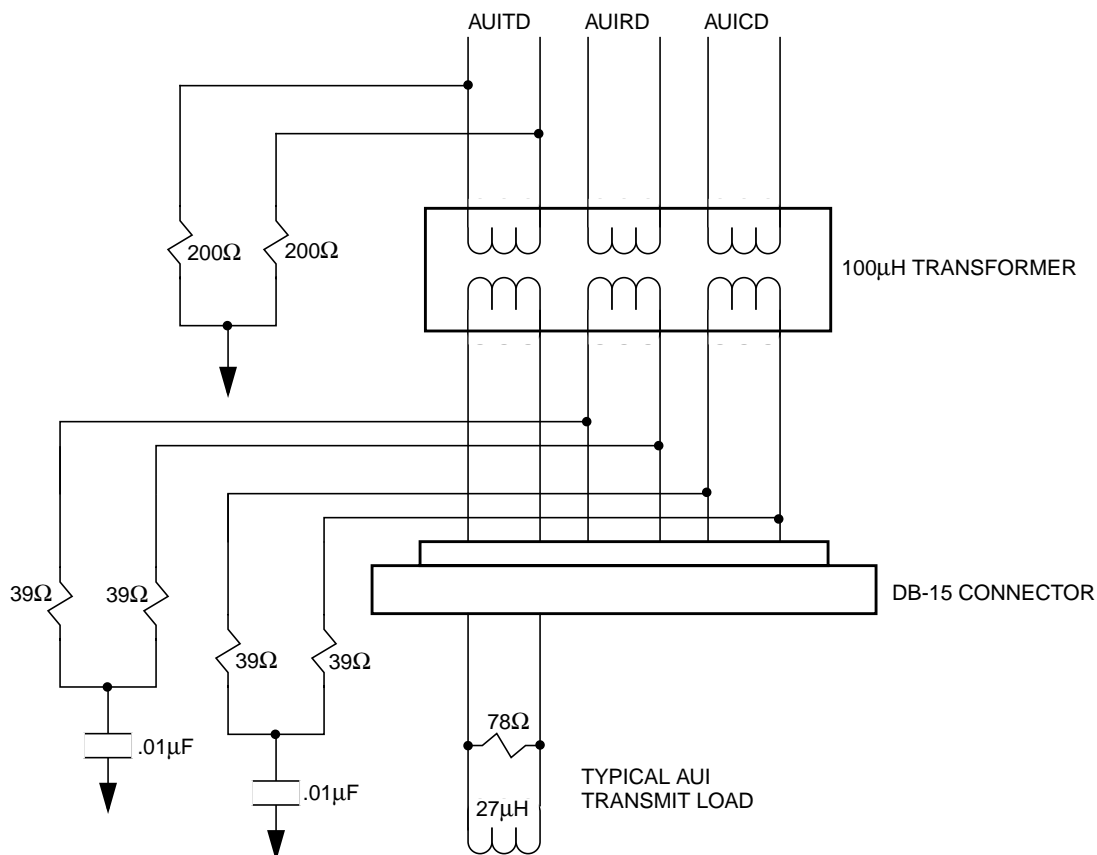 AUITD AUIRD AUICD
200Ω 200Ω
100µH TRANSFORMER
39Ω 39Ω
DB-15 CONNECTOR
39Ω 39Ω
78Ω
.01µF
TYPICAL AUI
TRANSMIT LOAD
.01µF
27µH